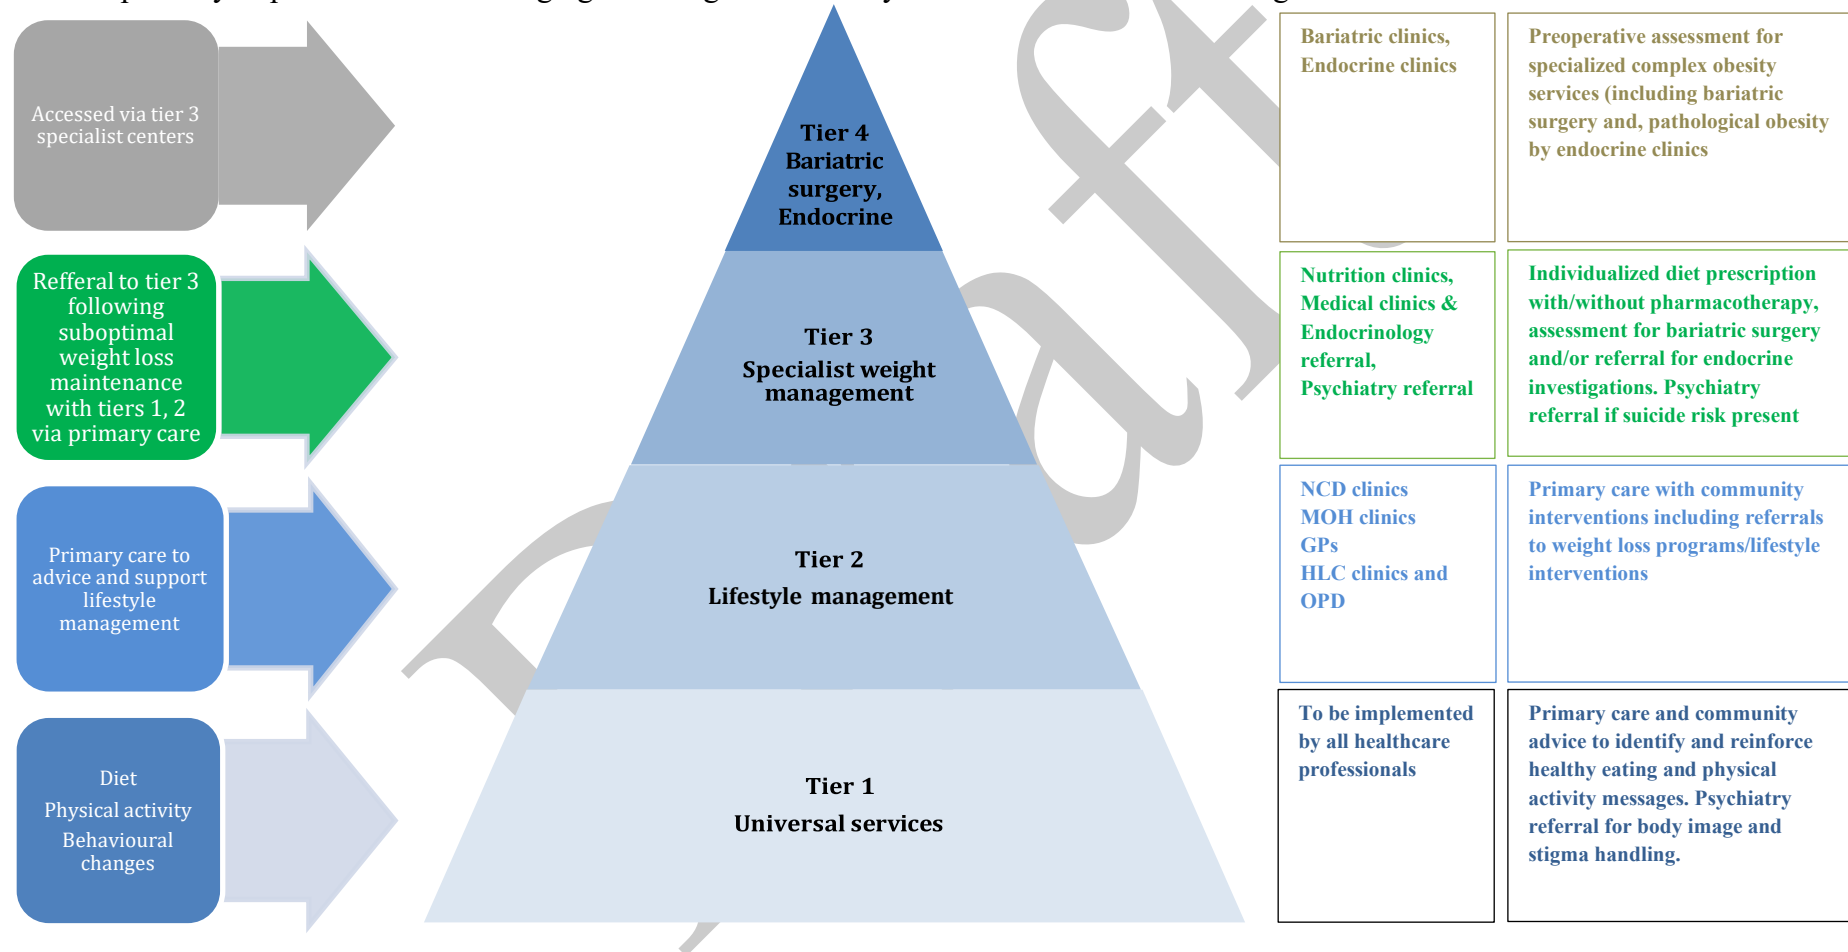 Accessed via tier 3
specialist centers
Tier 4
Bariatric
surgery,
Endocrine
Bariatric clinics,
Endocrine clinics
Preoperative assessment for
specialized complex obesity
services (including bariatric
surgery and, pathological obesity
by endocrine clinics
Refferal to tier 3
following
suboptimal
weight loss
maintenance
with tiers 1, 2
via primary care
Tier 3
Specialist weight
management
Nutrition clinics,
Medical clinics &
Endocrinology
referral,
Psychiatry referral
Individualized diet prescription
with/without pharmacotherapy,
assessment for bariatric surgery
and/or referral for endocrine
investigations. Psychiatry
referral if suicide risk present
Primary care to
advice and support
lifestyle
management
Tier 2
Lifestyle management
NCD clinics
MOH clinics
GPs
HLC clinics and
OPD
Primary care with community
interventions including referrals
to weight loss programs/lifestyle
interventions
Diet
Physical activity
Behavioural
changes
Tier 1
Universal services
To be implemented
by all healthcare
professionals
Primary care and community
advice to identify and reinforce
healthy eating and physical
activity messages. Psychiatry
referral for body image and
stigma handling.
Draft